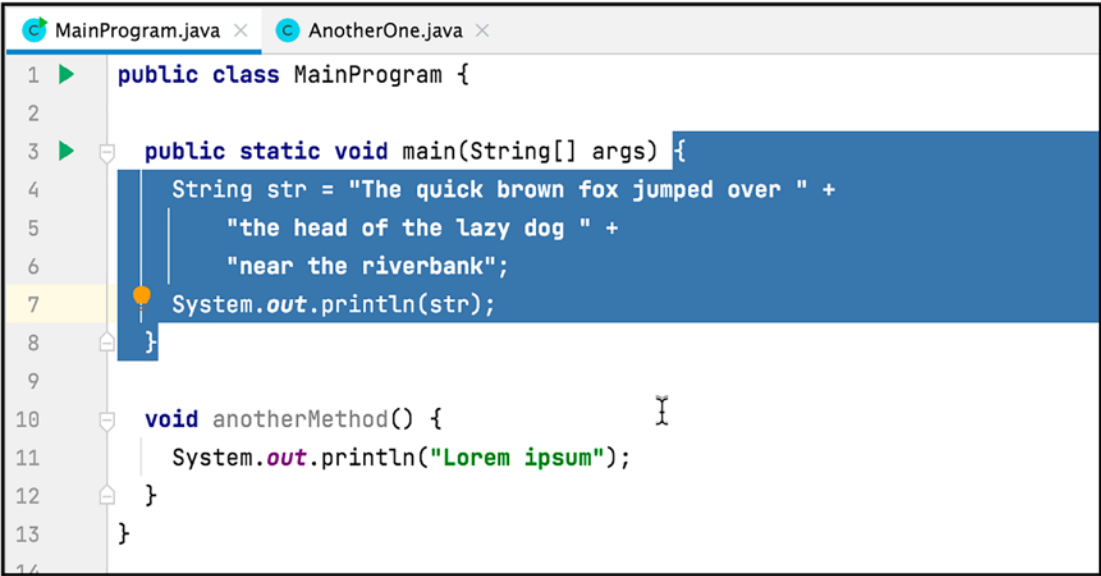 MainProgram.java × AnotherOne.java ×
1 public class MainProgram {
2
3 public static void main(String[] args) {
4 String str = "The quick brown fox jumped over " +
5 "the head of the lazy dog " +
6 "near the riverbank";
7 System.out.println(str);
8 }
9
10 void anotherMethod() {
11 System.out.println("Lorem ipsum");
12 }
13 }
14